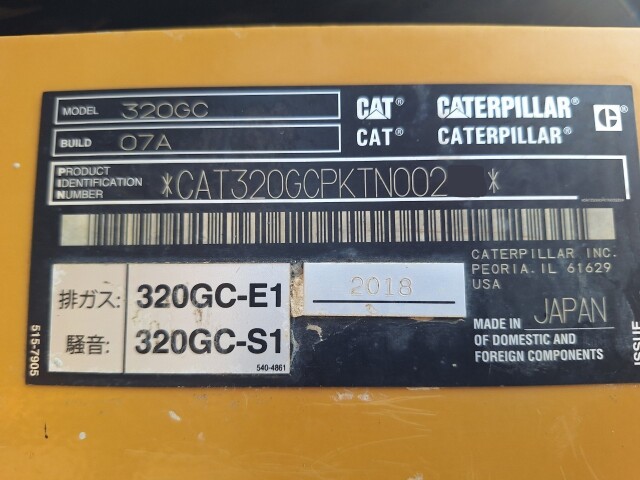 MODEL 320GC
BUILD 07A
CAT® CATERPILLAR® C
CAT® CATERPILLAR®
PRODUCT IDENTIFICATION NUMBER *CAT320GCPKTN002 *
CATERPILLAR INC.
PEORIA. IL 61629
USA
排ガス: 320GC-E1
騒音: 320GC-S1
540-4861
2018
MADE IN JAPAN
OF DOMESTIC AND
FOREIGN COMPONENTS
515-7905
ISSUE